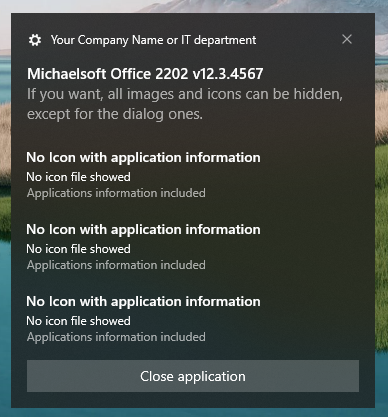 Your Company Name or IT department
Michaelsoft Office 2202 v12.3.4567
If you want, all images and icons can be hidden,
except for the dialog ones.
No Icon with application information
No icon file showed
Applications information included
No Icon with application information
No icon file showed
Applications information included
No Icon with application information
No icon file showed
Applications information included
Close application